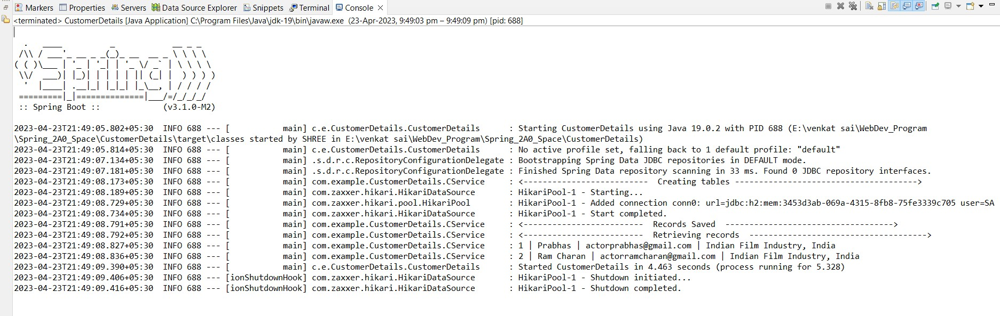 Markers Properties Servers Data Source Explorer Snippets Terminal Console
<terminated> CustomerDetails [Java Application] C:\Program Files\Java\jdk-19\bin\javaw.exe (23-Apr-2023, 9:49:03 pm – 9:49:09 pm) [pid: 688]
  .   ____          _            __ _ _
 /\\ / ___'_ __ _ _(_)_ __  __ _ \ \ \ \
( ( )\___ | '_ | '_| | '_ \/ _` | \ \ \ \
 \\/  ___)| |_)| | | | | || (_| |  ) ) ) )
  '  |____| .__|_| |_|_| |_\__, | / / / /
 =========|_|==============|___/=/_/_/_/
 :: Spring Boot ::             (v3.1.0-M2)
2023-04-23T21:49:05.802+05:30  INFO 688 --- [           main] c.e.CustomerDetails.CustomerDetails      : Starting CustomerDetails using Java 19.0.2 with PID 688 (E:\venkat sai\WebDev_Program
\Spring_2A0_Space\CustomerDetails\target\classes started by SHREE in E:\venkat sai\WebDev_Program\Spring_2A0_Space\CustomerDetails)
2023-04-23T21:49:05.814+05:30  INFO 688 --- [           main] c.e.CustomerDetails.CustomerDetails      : No active profile set, falling back to 1 default profile: "default"
2023-04-23T21:49:07.134+05:30  INFO 688 --- [           main] .s.d.r.c.RepositoryConfigurationDelegate : Bootstrapping Spring Data JDBC repositories in DEFAULT mode.
2023-04-23T21:49:07.181+05:30  INFO 688 --- [           main] .s.d.r.c.RepositoryConfigurationDelegate : Finished Spring Data repository scanning in 33 ms. Found 0 JDBC repository interfaces.
2023-04-23T21:49:08.173+05:30  INFO 688 --- [           main] com.example.CustomerDetails.CService     : <--------------------------  Creating tables -------------------------------------->
2023-04-23T21:49:08.189+05:30  INFO 688 --- [           main] com.zaxxer.hikari.HikariDataSource       : HikariPool-1 - Starting...
2023-04-23T21:49:08.729+05:30  INFO 688 --- [           main] com.zaxxer.hikari.pool.HikariPool        : HikariPool-1 - Added connection conn0: url=jdbc:h2:mem:3453d3ab-069a-4315-8fb8-75fe3339c705 user=SA
2023-04-23T21:49:08.734+05:30  INFO 688 --- [           main] com.zaxxer.hikari.HikariDataSource       : HikariPool-1 - Start completed.
2023-04-23T21:49:08.791+05:30  INFO 688 --- [           main] com.example.CustomerDetails.CService     : <-------------------------  Records Saved  ----------------------------------->
2023-04-23T21:49:08.792+05:30  INFO 688 --- [           main] com.example.CustomerDetails.CService     : <-------------------------  Retrieving records  ------------------------------------->
2023-04-23T21:49:08.827+05:30  INFO 688 --- [           main] com.example.CustomerDetails.CService     : 1 | Prabhas | actorprabhas@gmail.com | Indian Film Industry, India
2023-04-23T21:49:08.836+05:30  INFO 688 --- [           main] com.example.CustomerDetails.CService     : 2 | Ram Charan | actorramcharan@gmail.com | Indian Film Industry, India
2023-04-23T21:49:09.390+05:30  INFO 688 --- [           main] c.e.CustomerDetails.CustomerDetails      : Started CustomerDetails in 4.463 seconds (process running for 5.328)
2023-04-23T21:49:09.406+05:30  INFO 688 --- [ionShutdownHook] com.zaxxer.hikari.HikariDataSource       : HikariPool-1 - Shutdown initiated...
2023-04-23T21:49:09.416+05:30  INFO 688 --- [ionShutdownHook] com.zaxxer.hikari.HikariDataSource       : HikariPool-1 - Shutdown completed.